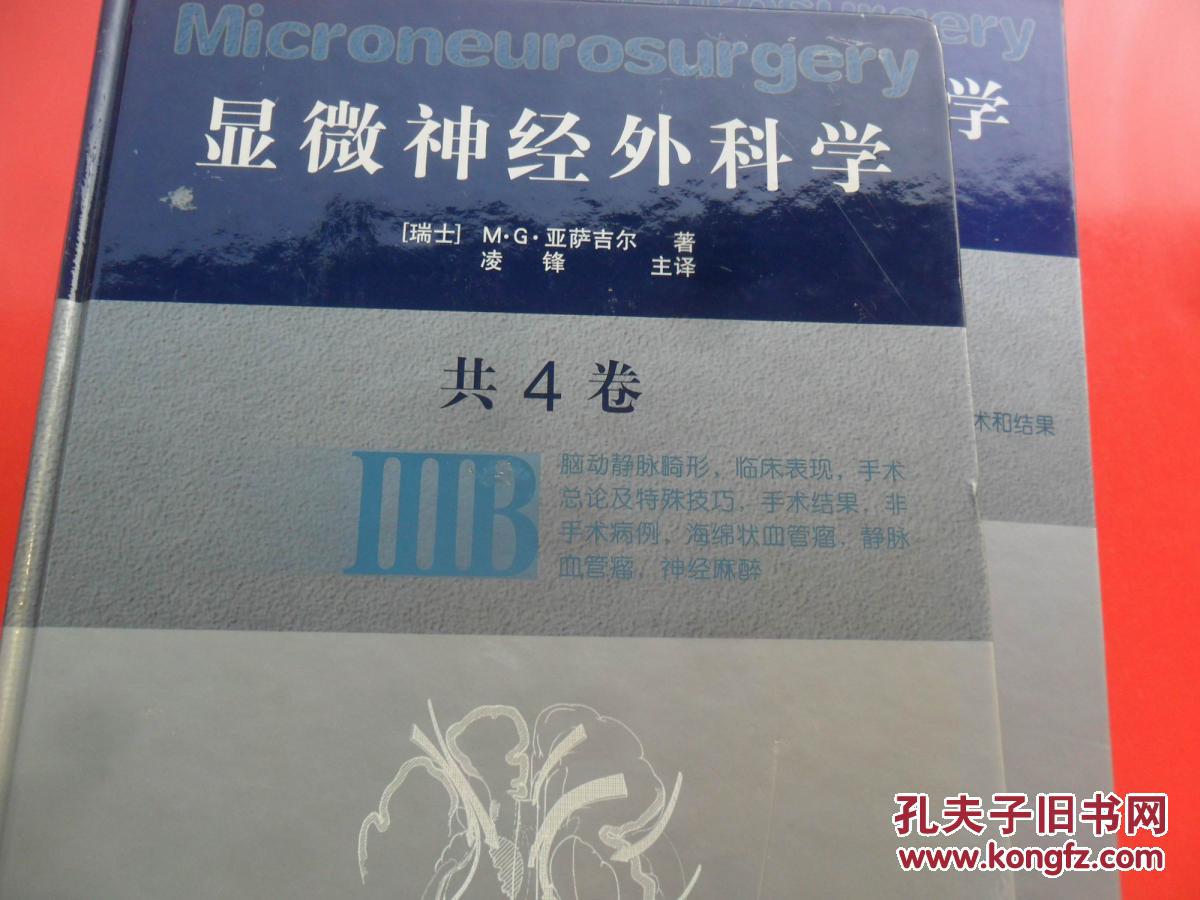 Microneurosurgery
显微神经外科学
[瑞士] M·G·亚萨吉尔 著
凌锋 主译
共4卷
IIIB
脑动静脉畸形，临床表现，手术
总论及特殊技巧，手术结果，非
手术病例，海绵状血管瘤，静脉
血管瘤，神经麻醉
rosurgery
学
术和结果
孔夫子旧书网
www.kongfz.com